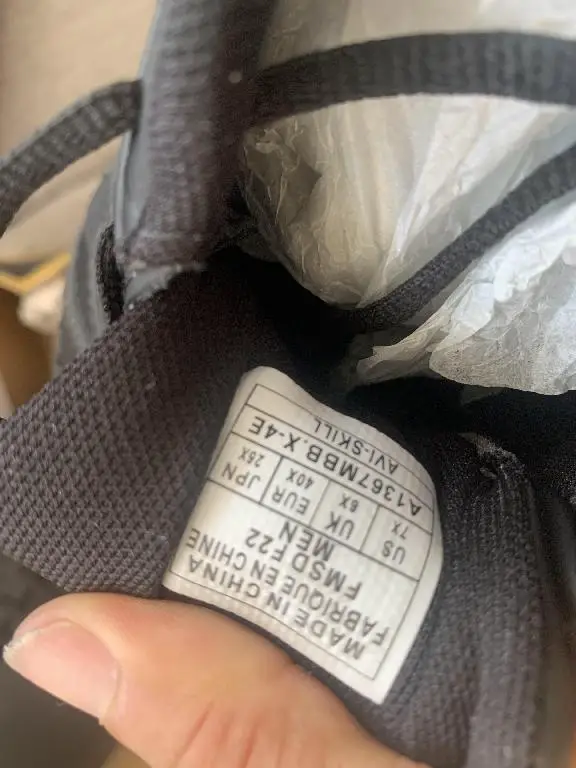 MADE IN CHINA
FABRIQUE EN CHINE
FMSD F22
MEN
US UK EUR JPN
7X 6X 40X 25X
A1367MBB.X.4E
AVI-SKILL